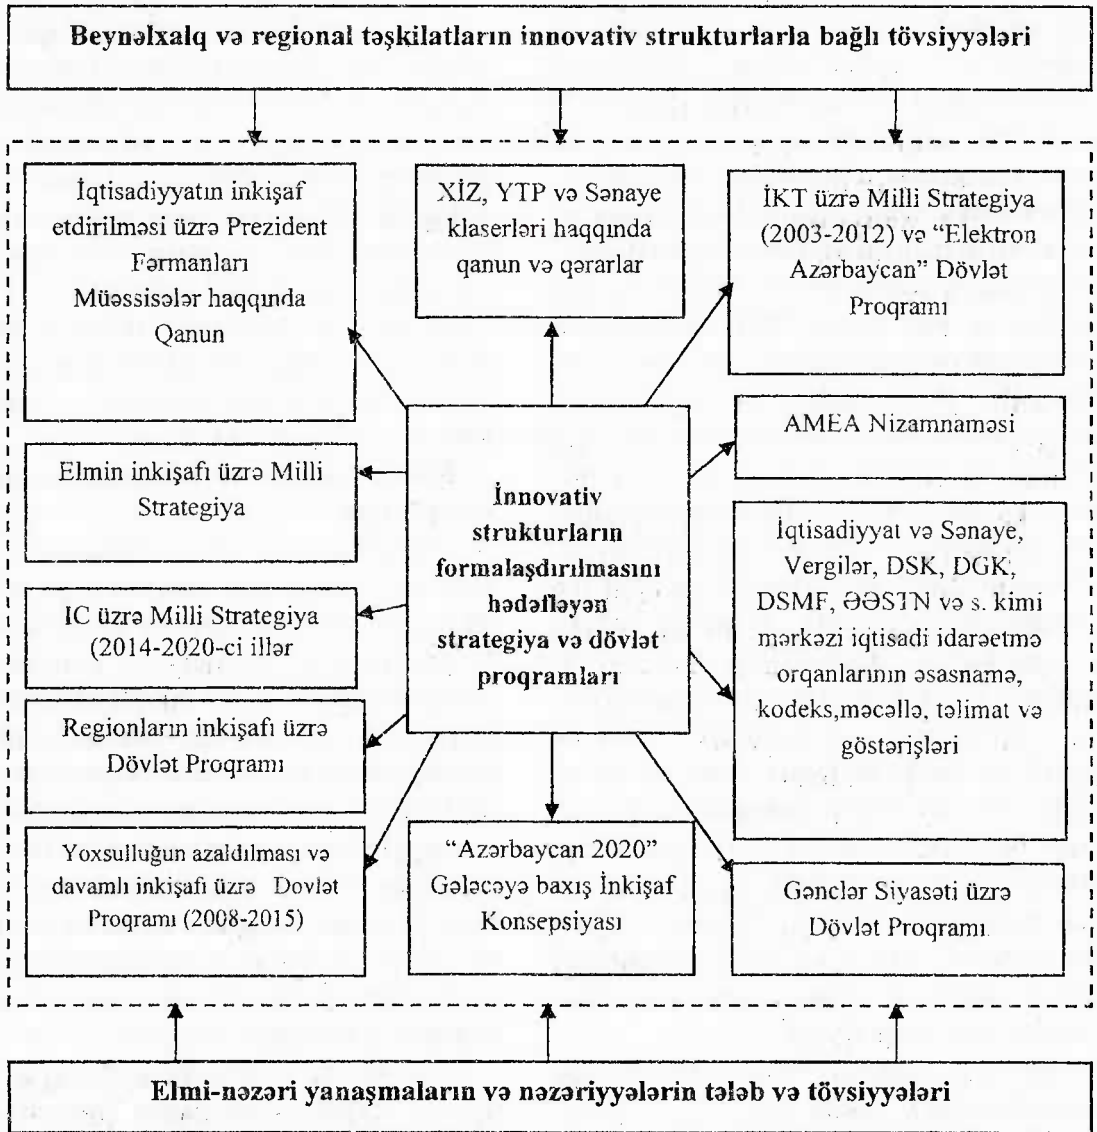 Beynəlxalq və regional təşkilatların innovativ strukturlarla bağlı tövsiyyələri
İqtisadiyyatın inkişaf
etdirilməsi üzrə Prezident
Fərmanları
Müəssisələr haqqında
Qanun
XİZ, YTP və Sənaye
klaserləri haqqında
qanun və qərarlar
İKT üzrə Milli Strategiya
(2003-2012) və “Elektron
Azərbaycan” Dövlət
Proqramı
AMEA Nizamnaməsi
Elmin inkişafı üzrə Milli
Strategiya
İnnovativ
strukturların
formalaşdırılmasını
hədəfləyən
strategiya və dövlət
proqramları
İqtisadiyyat və Sənaye,
Vergilər, DSK, DGK,
DSMF, ƏƏSTN və s. kimi
mərkəzi iqtisadi idarəetmə
orqanlarının əsasnamə,
kodeks,məcəllə, təlimat və
göstərişləri
IC üzrə Milli Strategiya
(2014-2020-ci illər
Regionların inkişafı üzrə
Dövlət Proqramı
Yoxsulluğun azaldılması və
davamlı inkişafı üzrə Dovlət
Proqramı (2008-2015)
“Azərbaycan 2020”
Gələcəyə baxış İnkişaf
Konsepsiyası
Gənclər Siyasəti üzrə
Dövlət Proqramı
Elmi-nəzəri yanaşmaların və nəzəriyyələrin tələb və tövsiyyələri